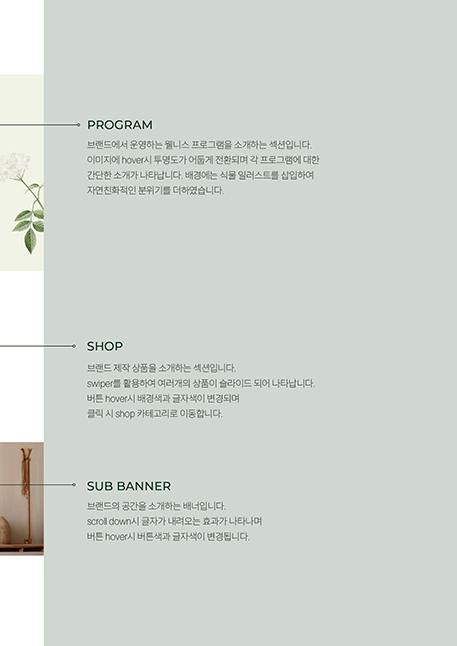 PROGRAM
브랜드에서 운영하는 웰니스 프로그램을 소개하는 섹션입니다.
이미지에 hover시 투명도가 어둡게 전환되며 각 프로그램에 대한
간단한 소개가 나타납니다. 배경에는 식물 일러스트를 삽입하여
자연친화적인 분위기를 더하였습니다.
SHOP
브랜드 제작 상품을 소개하는 섹션입니다.
swiper를 활용하여 여러개의 상품이 슬라이드 되어 나타납니다.
버튼 hover시 배경색과 글자색이 변경되며
클릭 시 shop 카테고리로 이동합니다.
SUB BANNER
브랜드의 공간을 소개하는 배너입니다.
scroll down시 글자가 내려오는 효과가 나타나며
버튼 hover시 버튼색과 글자색이 변경됩니다.